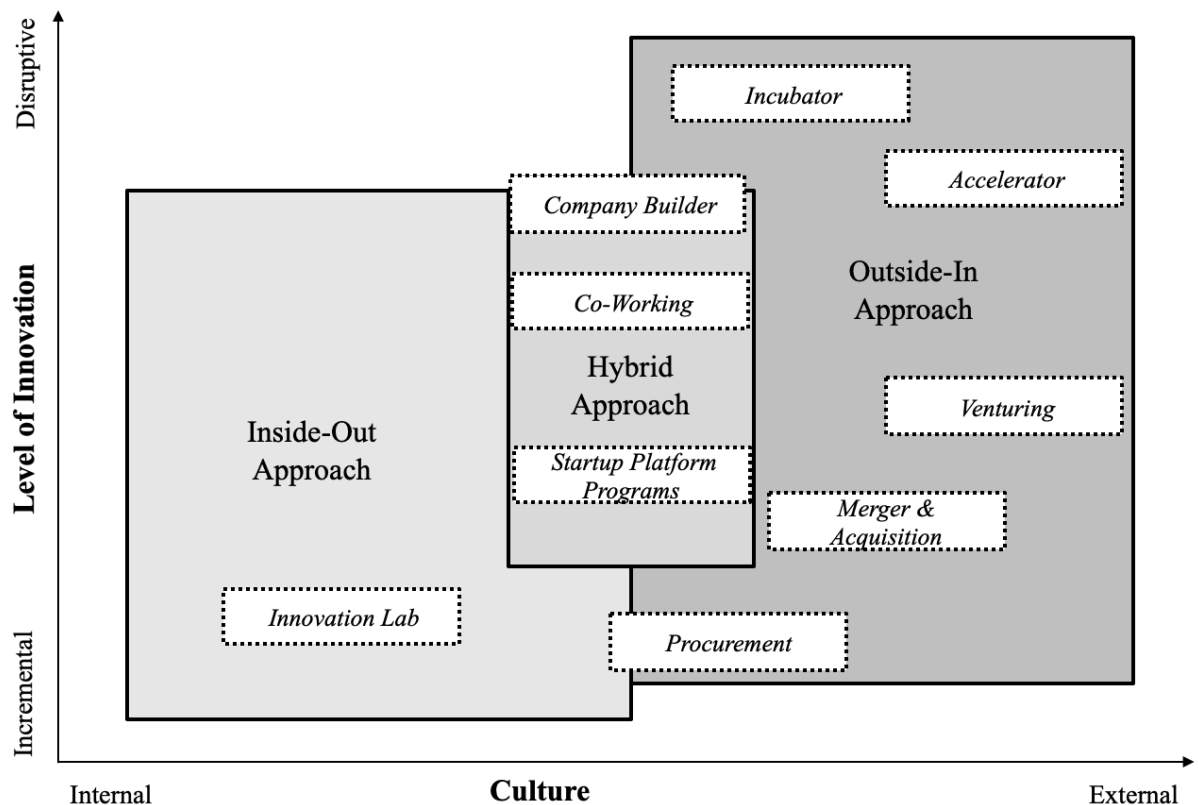 Disruptive
Incubator
Accelerator
Company Builder
Outside-In
Approach
Co-Working
Level of Innovation
Hybrid
Approach
Venturing
Inside-Out
Approach
Startup Platform
Programs
Merger &
Acquisition
Innovation Lab
Procurement
Incremental
Internal
Culture
External